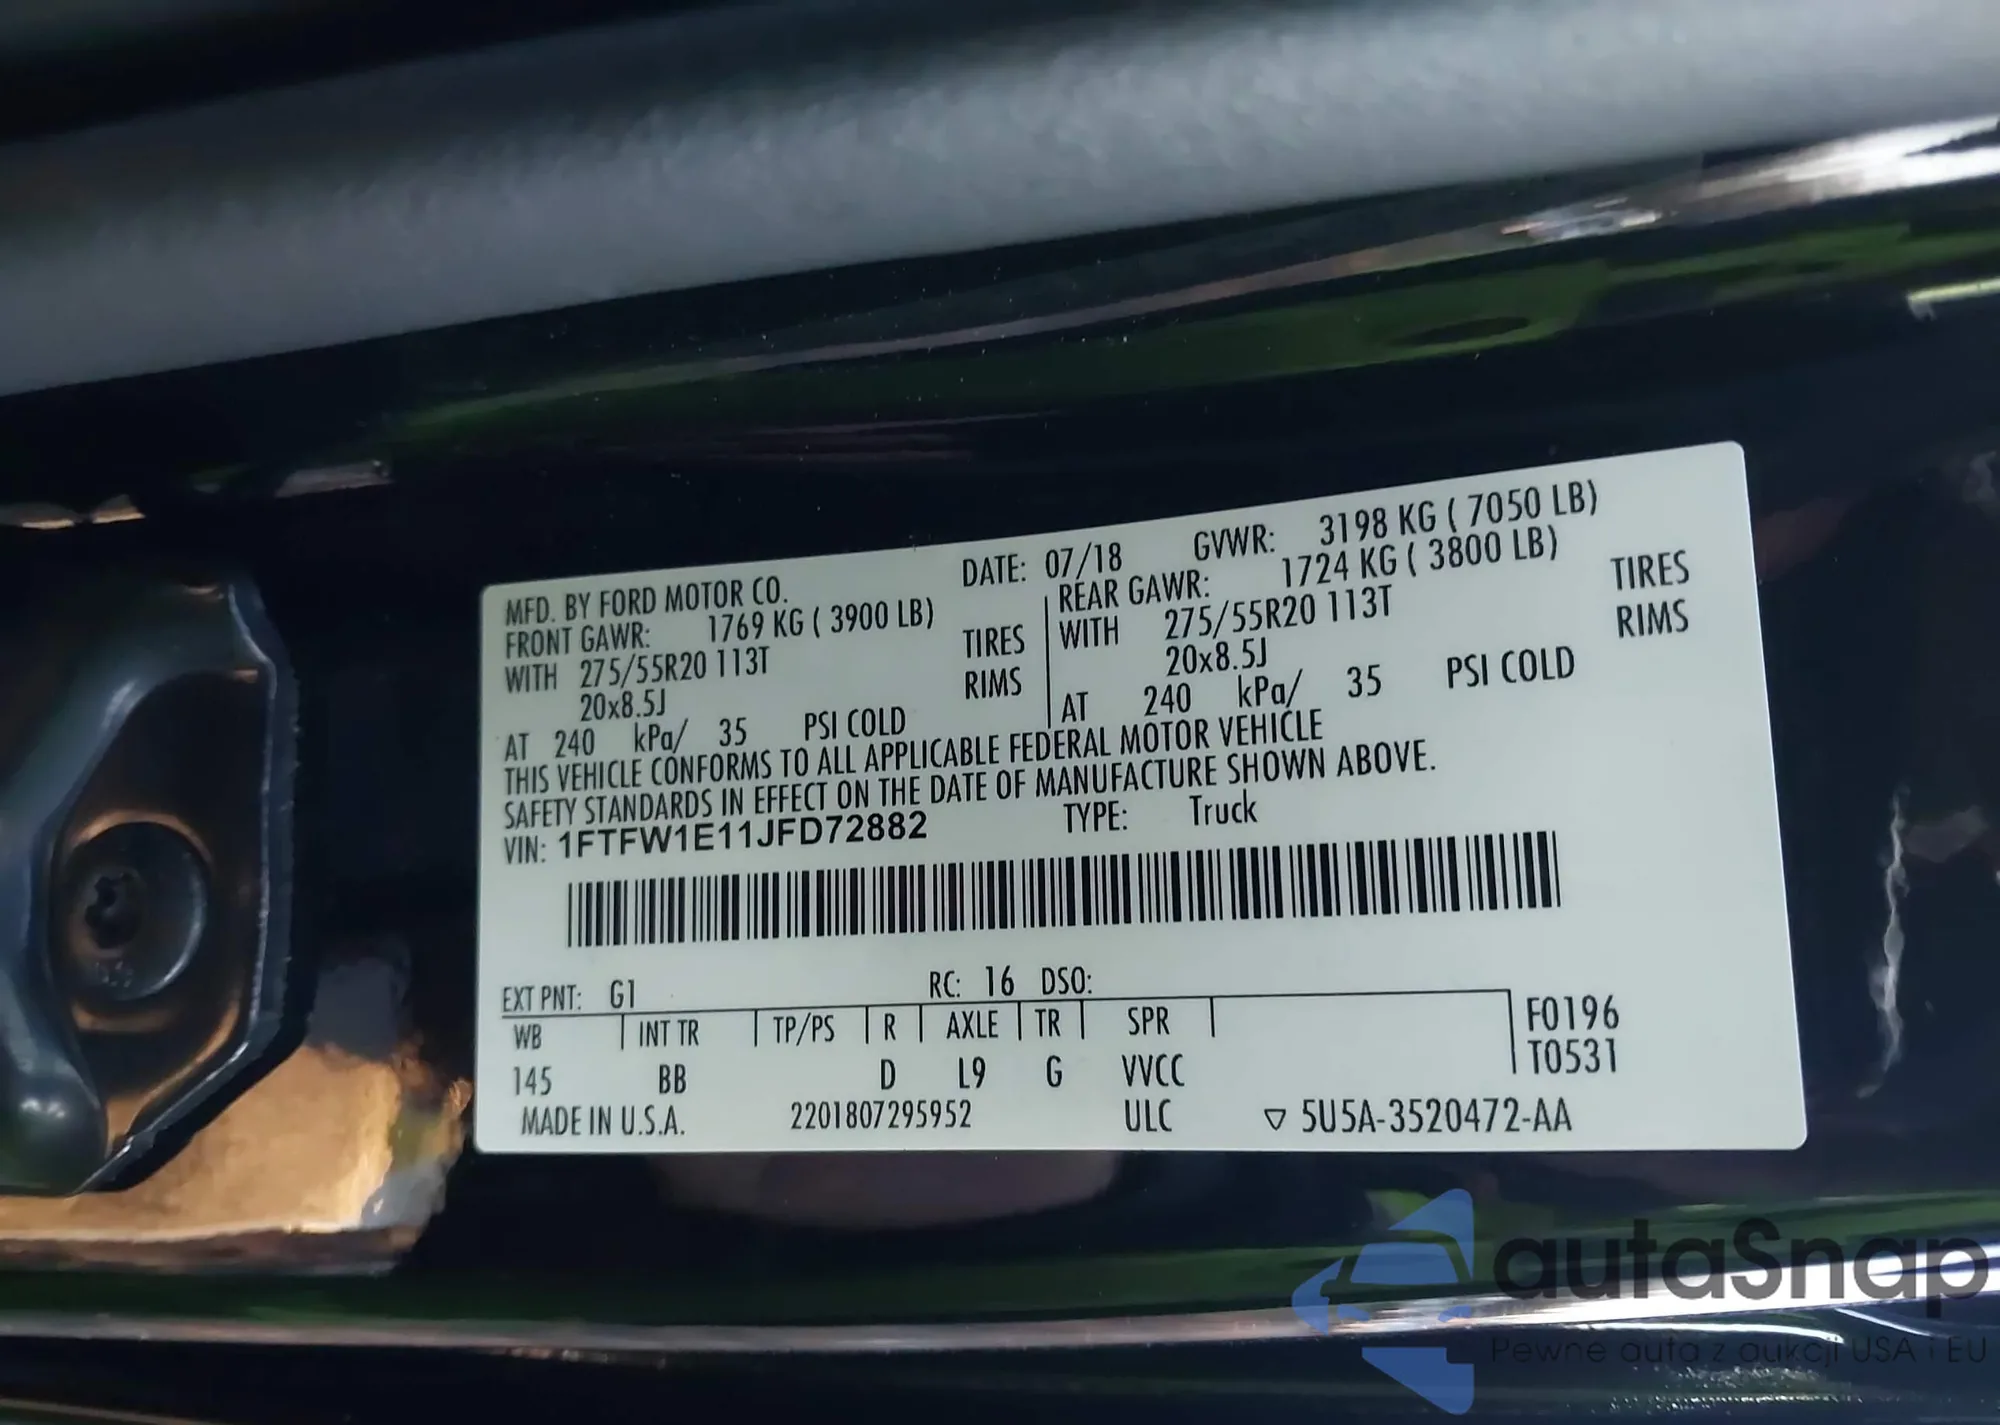 MFD. BY FORD MOTOR CO. DATE: 07/18 GVWR: 3198 KG ( 7050 LB)
FRONT GAWR: 1769 KG ( 3900 LB) REAR GAWR: 1724 KG ( 3800 LB)
WITH 275/55R20 113T TIRES WITH 275/55R20 113T TIRES
20x8.5J RIMS 20x8.5J RIMS
AT 240 kPa/ 35 PSI COLD AT 240 kPa/ 35 PSI COLD
THIS VEHICLE CONFORMS TO ALL APPLICABLE FEDERAL MOTOR VEHICLE
SAFETY STANDARDS IN EFFECT ON THE DATE OF MANUFACTURE SHOWN ABOVE.
VIN: 1FTFW1E11JFD72882 TYPE: Truck
EXT PNT: G1 RC: 16 DSO:
WB INT TR TP/PS R AXLE TR SPR F0196
145 BB D L9 G VVCC T0531
MADE IN U.S.A. 2201807295952 ULC ▽ 5U5A-3520472-AA
autaSnap
Pewne auta z aukcji USA i EU